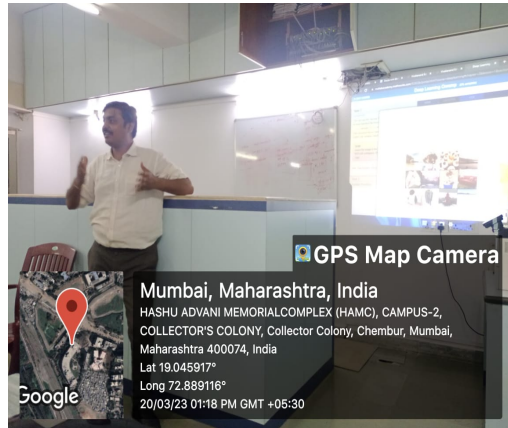 GPS Map Camera
Mumbai, Maharashtra, India
HASHU ADVANI MEMORIALCOMPLEX (HAMC), CAMPUS-2,
COLLECTOR'S COLONY, Collector Colony, Chembur, Mumbai,
Maharashtra 400074, India
Lat 19.045917°
Long 72.889116°
20/03/23 01:18 PM GMT +05:30
Google